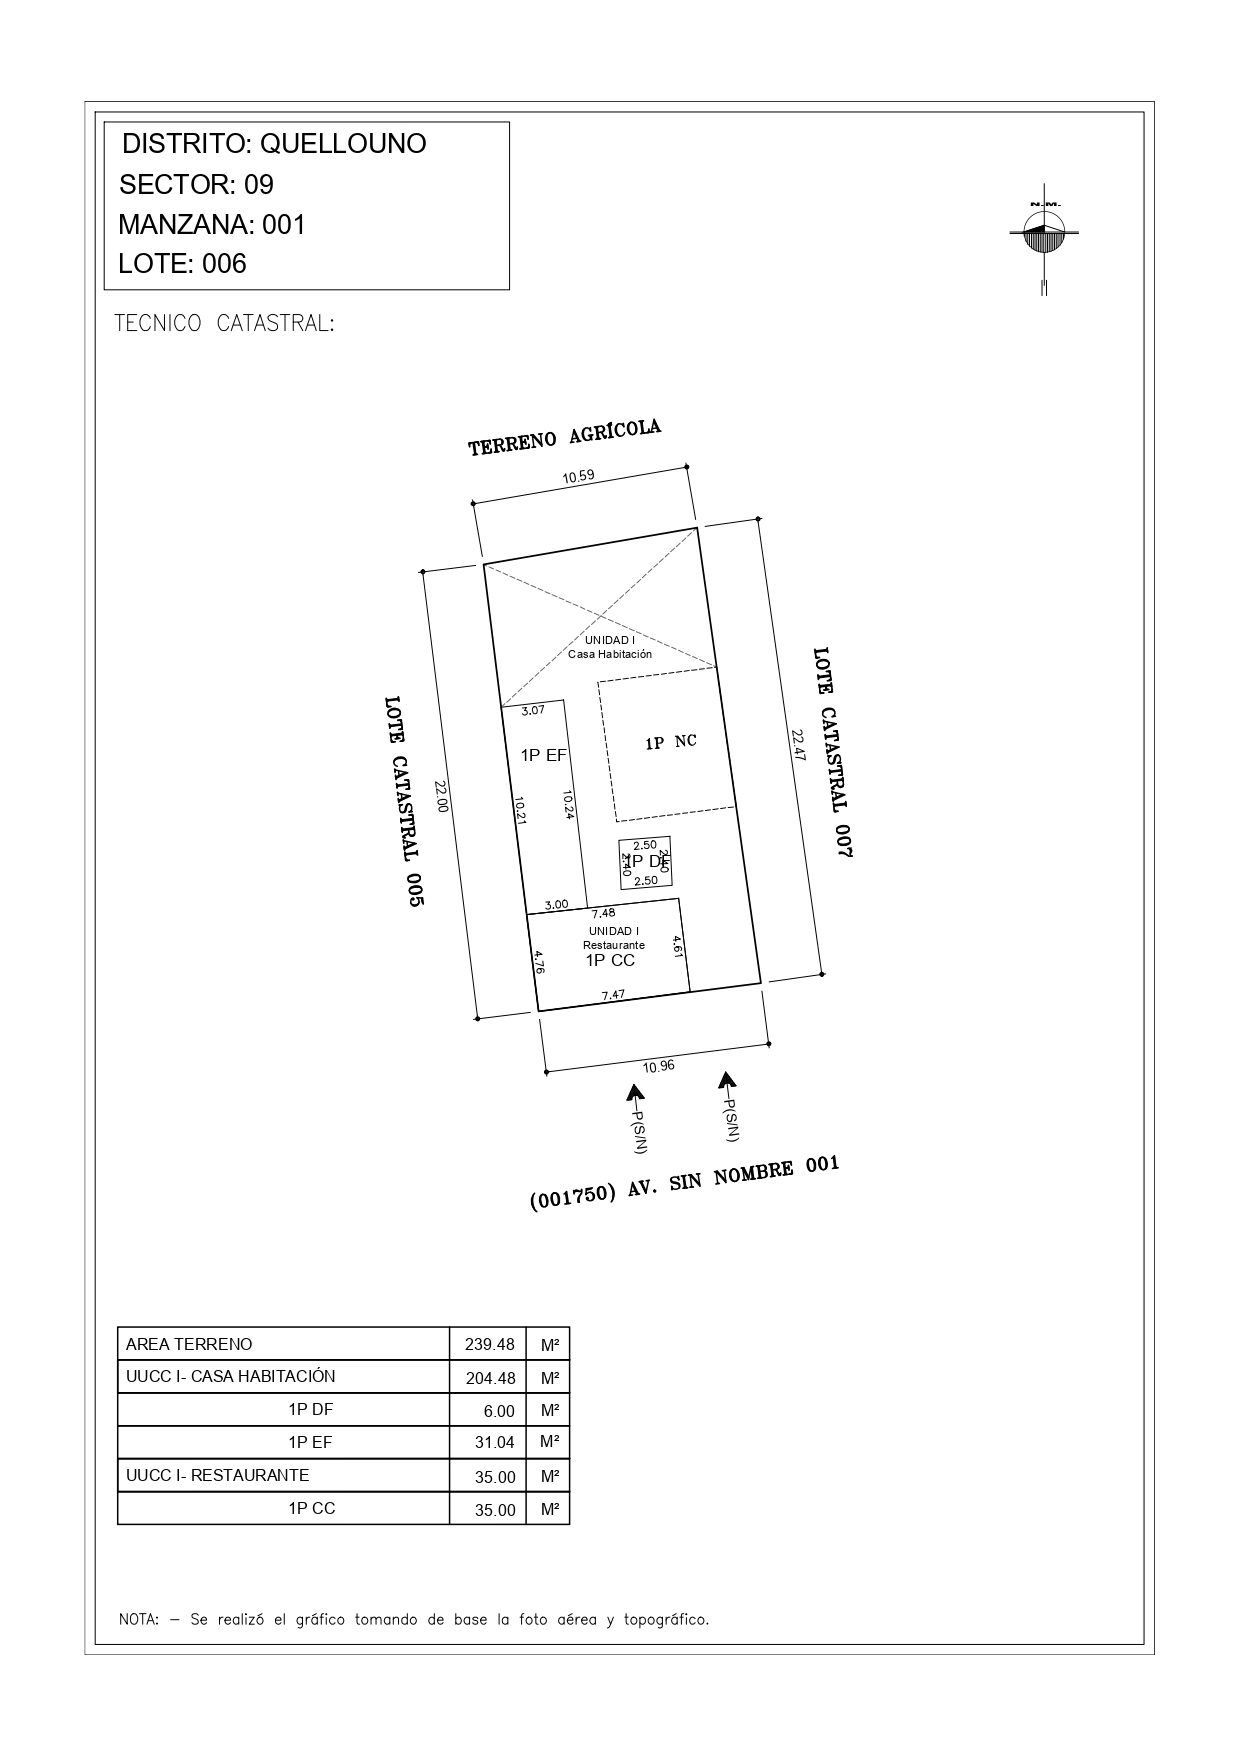 DISTRITO: QUELLOUNO
SECTOR: 09
MANZANA: 001
LOTE: 006
N.M.
TECNICO CATASTRAL:
TERRENO AGRÍCOLA
10.59
UNIDAD I
Casa Habitación
LOTE CATASTRAL 005
22.00
LOTE CATASTRAL 007
22.47
3.07
1P EF
1P NC
10.21
10.24
2.50
2.40
1P DF
2.40
2.50
3.00
7.48
UNIDAD I
Restaurante
1P CC
4.76
4.61
7.47
10.96
P(S/N)
P(S/N)
(001750) AV. SIN NOMBRE 001
AREA TERRENO 239.48 M²
UUCC I- CASA HABITACIÓN 204.48 M²
1P DF 6.00 M²
1P EF 31.04 M²
UUCC I- RESTAURANTE 35.00 M²
1P CC 35.00 M²
NOTA: – Se realizó el gráfico tomando de base la foto aérea y topográfico.